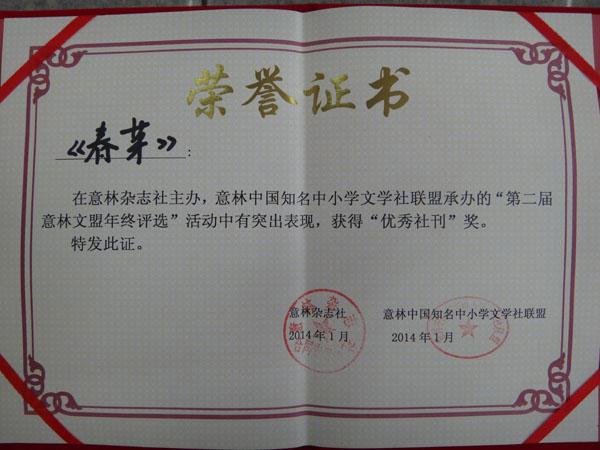 荣誉证书
《春芽》:
在意林杂志社主办，意林中国知名中小学文学社联盟承办的“第二届
意林文盟年终评选”活动中有突出表现，获得“优秀社刊”奖。
特发此证。
意林杂志社 意林中国知名中小学文学社联盟
2014年1月 2014年1月